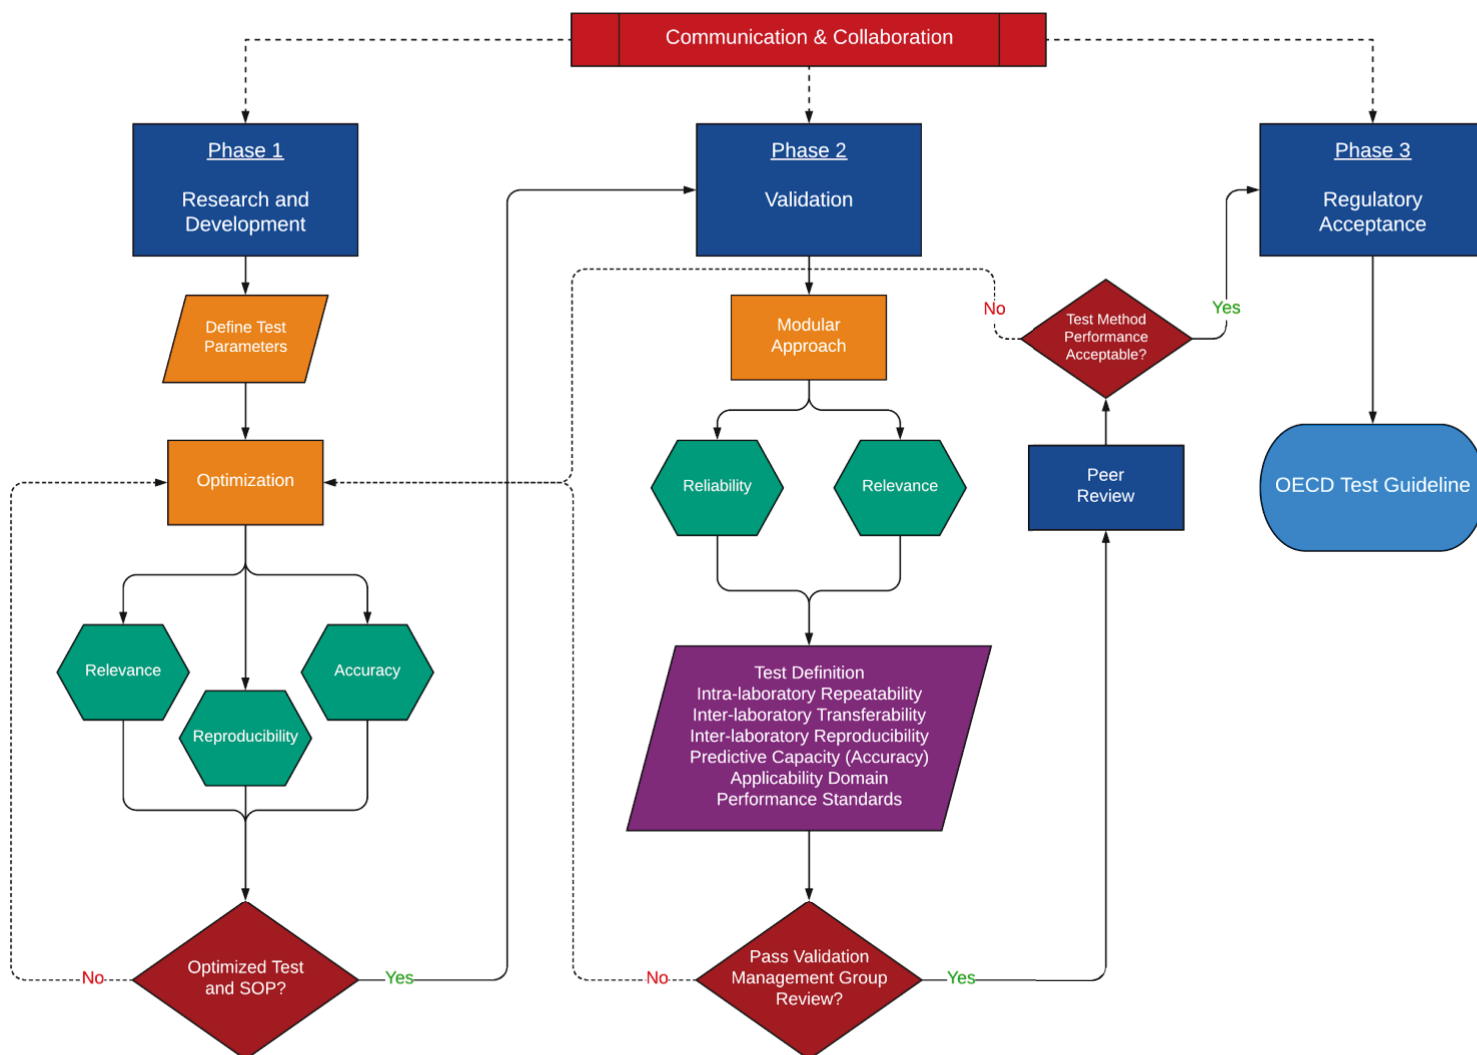 Communication & Collaboration
Phase 1
Research and
Development
Define Test
Parameters
Optimization
Relevance
Reproducibility
Accuracy
Optimized Test
and SOP?
No
Yes
Phase 2
Validation
Modular
Approach
Reliability
Relevance
Test Definition
Intra-laboratory Repeatability
Inter-laboratory Transferability
Inter-laboratory Reproducibility
Predictive Capacity (Accuracy)
Applicability Domain
Performance Standards
Pass Validation
Management Group
Review?
No
Yes
Peer
Review
Test Method
Performance
Acceptable?
No
Yes
Phase 3
Regulatory
Acceptance
OECD Test Guideline